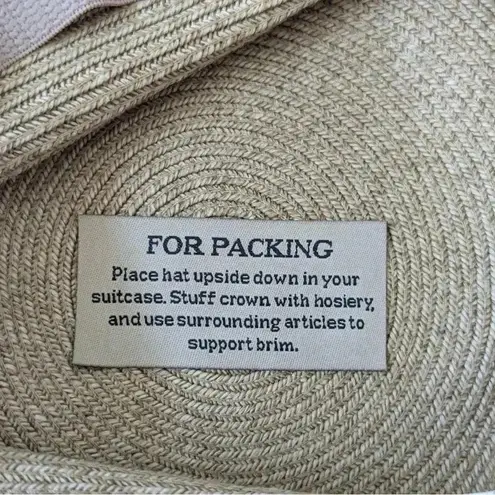 FOR PACKING
Place hat upside down in your
suitcase. Stuff crown with hosiery,
and use surrounding articles to
support brim.